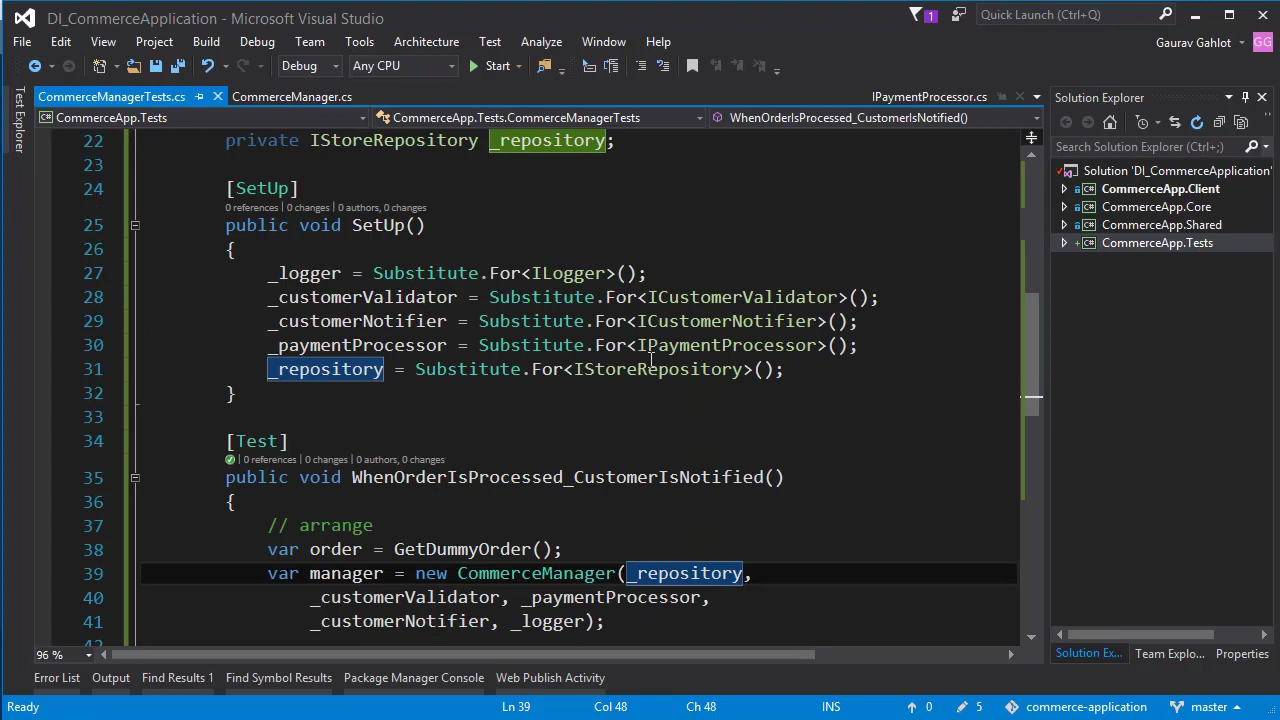 DI_CommerceApplication - Microsoft Visual Studio
1
Quick Launch (Ctrl+Q)
File Edit View Project Build Debug Team Tools Architecture Test Analyze Window Help
Gaurav Gahlot
GG
Debug Any CPU Start
Test Explorer
CommerceManagerTests.cs CommerceManager.cs IPaymentProcessor.cs
CommerceApp.Tests CommerceApp.Tests.CommerceManagerTests WhenOrderIsProcessed_CustomerIsNotified()
22 private IStoreRepository _repository;
23
24 [SetUp]
0 references | 0 changes | 0 authors, 0 changes
25 public void SetUp()
26 {
27 _logger = Substitute.For<ILogger>();
28 _customerValidator = Substitute.For<ICustomerValidator>();
29 _customerNotifier = Substitute.For<ICustomerNotifier>();
30 _paymentProcessor = Substitute.For<IPaymentProcessor>();
31 _repository = Substitute.For<IStoreRepository>();
32 }
33
34 [Test]
0 references | 0 changes | 0 authors, 0 changes
35 public void WhenOrderIsProcessed_CustomerIsNotified()
36 {
37 // arrange
38 var order = GetDummyOrder();
39 var manager = new CommerceManager(_repository,
40 _customerValidator, _paymentProcessor,
41 _customerNotifier, _logger);
42
96 %
Solution Explorer
Search Solution Explorer (Ctrl+;)
Solution 'DI_CommerceApplication'
CommerceApp.Client
CommerceApp.Core
CommerceApp.Shared
CommerceApp.Tests
Solution Ex... Team Explo... Properties
Error List Output Find Results 1 Find Symbol Results Package Manager Console Web Publish Activity
Ready Ln 39 Col 48 Ch 48 INS 0 5 commerce-application master